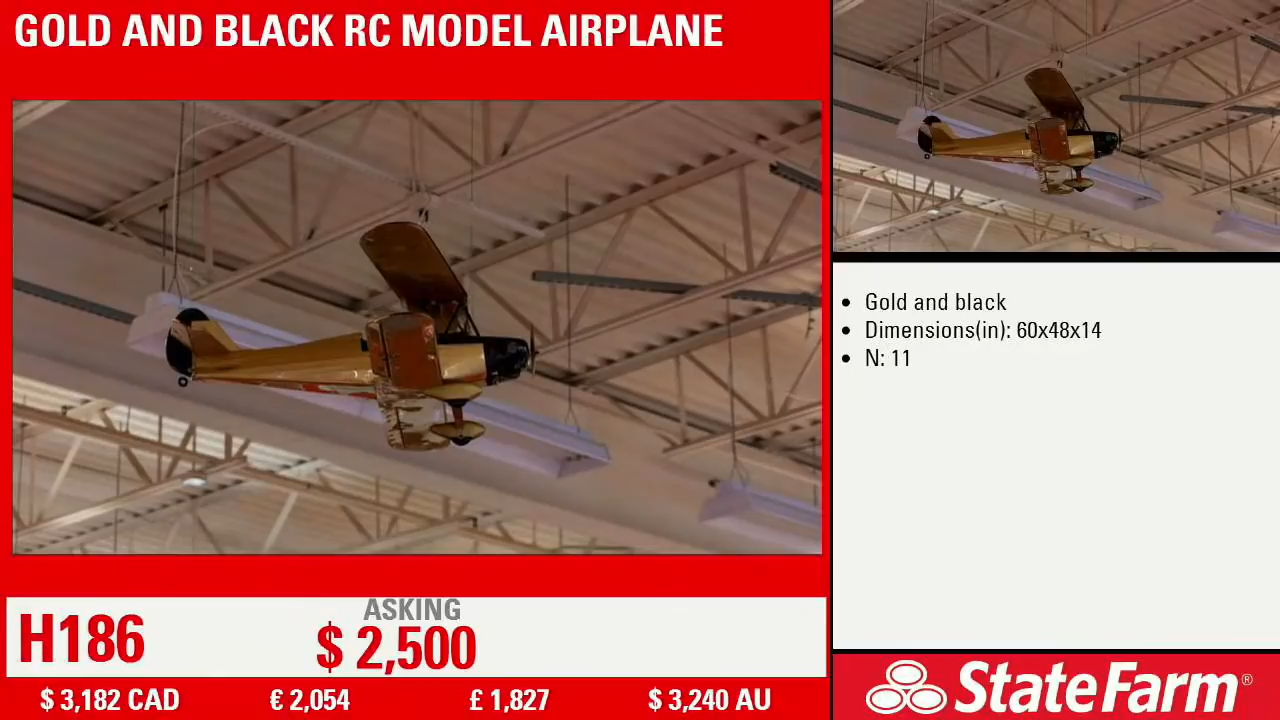 GOLD AND BLACK RC MODEL AIRPLANE
• Gold and black
• Dimensions(in): 60x48x14
• N: 11
ASKING
H186
$ 2,500
$ 3,182 CAD € 2,054 £ 1,827 $ 3,240 AU
StateFarm®